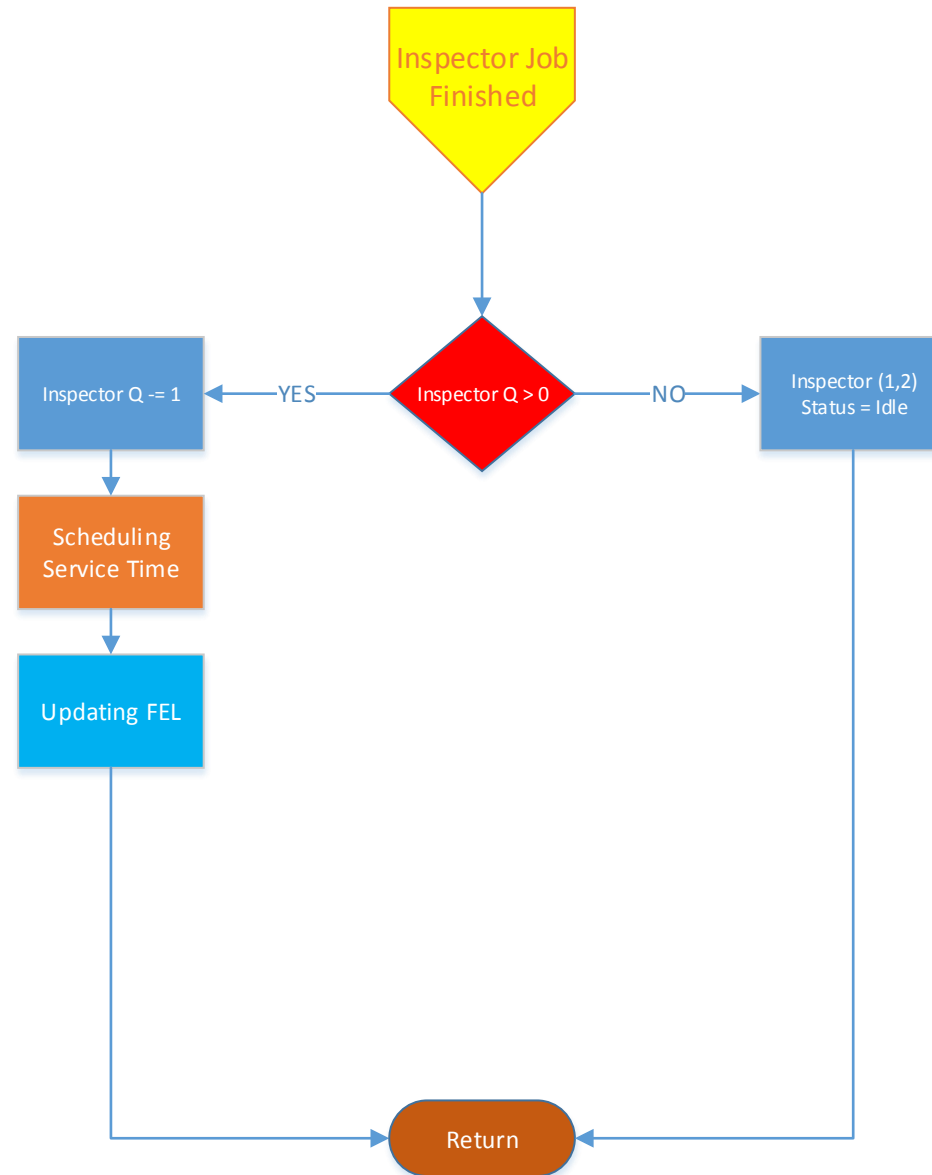 Inspector Job
Finished
Inspector Q -= 1
YES
Inspector Q > 0
NO
Inspector (1,2)
Status = Idle
Scheduling
Service Time
Updating FEL
Return